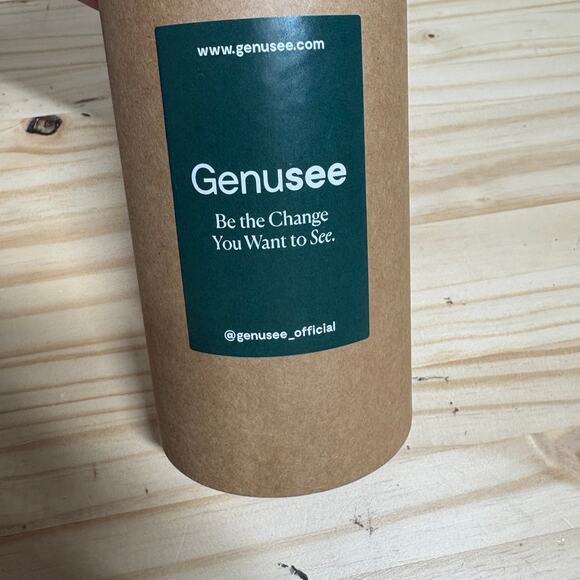 www.genusee.com
Genusee
Be the Change
You Want to See.
@genusee_official